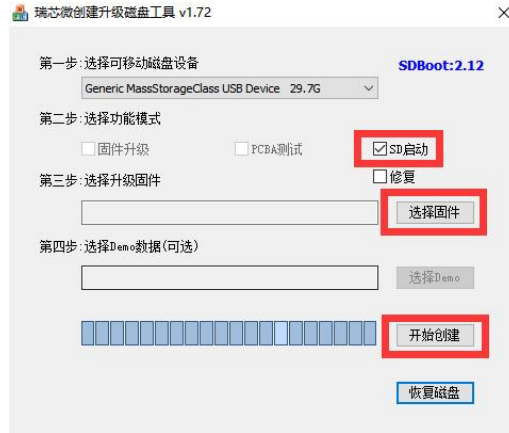 瑞芯微创建升级磁盘工具 v1.72
第一步:选择可移动磁盘设备
SDBoot:2.12
Generic MassStorageClass USB Device 29.7G
第二步:选择功能模式
固件升级 PCBA测试 SD启动
第三步:选择升级固件 修复
选择固件
第四步:选择Demo数据(可选)
选择Demo
开始创建
恢复磁盘